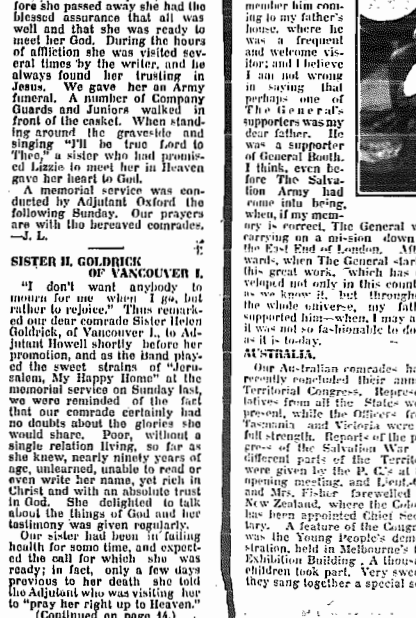 fore she passed away she had the
blessed assurance that all was
well and that she was ready to
meet her God. During the hours
of affliction she was visited sev-
eral times by the writer, and he
always found her trusting in
Jesus. We gave her an Army
funeral. A number of Company
Guards and Juniors walked in
front of the casket. When stand-
ing around the graveside and
singing "I'll be true Lord to
Thee," a sister who had promis-
ed Lizzie to meet her in Heaven
gave her heart to God.
A memorial service was con-
ducted by Adjutant Oxford the
following Sunday. Our prayers
are with the bereaved comrades.
—J. L.
SISTER H. GOLDRICK
OF VANCOUVER I.
"I don't want anybody to
mourn for me when I go, but
rather to rejoice." Thus remark-
ed our dear comrade Sister Helen
Goldrick, of Vancouver I., to Ad-
jutant Howell shortly before her
promotion, and as the Band play-
ed the sweet strains of "Jeru-
salem, My Happy Home" at the
memorial service on Sunday last,
we were reminded of the fact
that our comrade certainly had
no doubts about the glories she
would share. Poor, without a
single relation living, so far as
she knew, nearly ninety years of
age, unlearned, unable to read or
even write her name, yet rich in
Christ and with an absolute trust
in God. She delighted to talk
about the things of God and her
testimony was given regularly.
Our sister had been in failing
health for some time, and expect-
ed the call for which she was
ready; in fact, only a few days
previous to her death she told
the Adjutant who was visiting her
to "pray her right up to Heaven."
(Continued on page 14.)
member him com-
ing to my father's
house, where he
was a frequent
and welcome vis-
itor; and I believe
I am not wrong
in saying that
perhaps one of
The General's
supporters was my
dear father. He
was a supporter
of General Booth.
I think, even be-
fore The Salva-
tion Army had
come into being,
when, if my mem-
ory is correct, The General w
carrying on a mission down
the East End of London. Aft
wards, when The General star
this great work, which has
veloped not only in this count
as we know it, but through
the whole universe, my fath
supported him—when, I may a
it was not so fashionable to do
as it is to-day.
AUSTRALIA.
Our Australian comrades ha
recently concluded their ann
Territorial Congress. Represe
tatives from all the States we
present, while the Officers fr
Tasmania and Victoria were
full strength. Reports of the p
gress of the Salvation War
different parts of the Territo
were given by the P. C.'s at
opening meeting, and Lieut.-C
and Mrs. Fisher farewelled
New Zealand, where the Colo
has been appointed Chief Sec
tary. A feature of the Congr
was the Young People's dem
stration, held in Melbourne's
Exhibition Building. A thous
children took part. Very swee
they sang together a special s